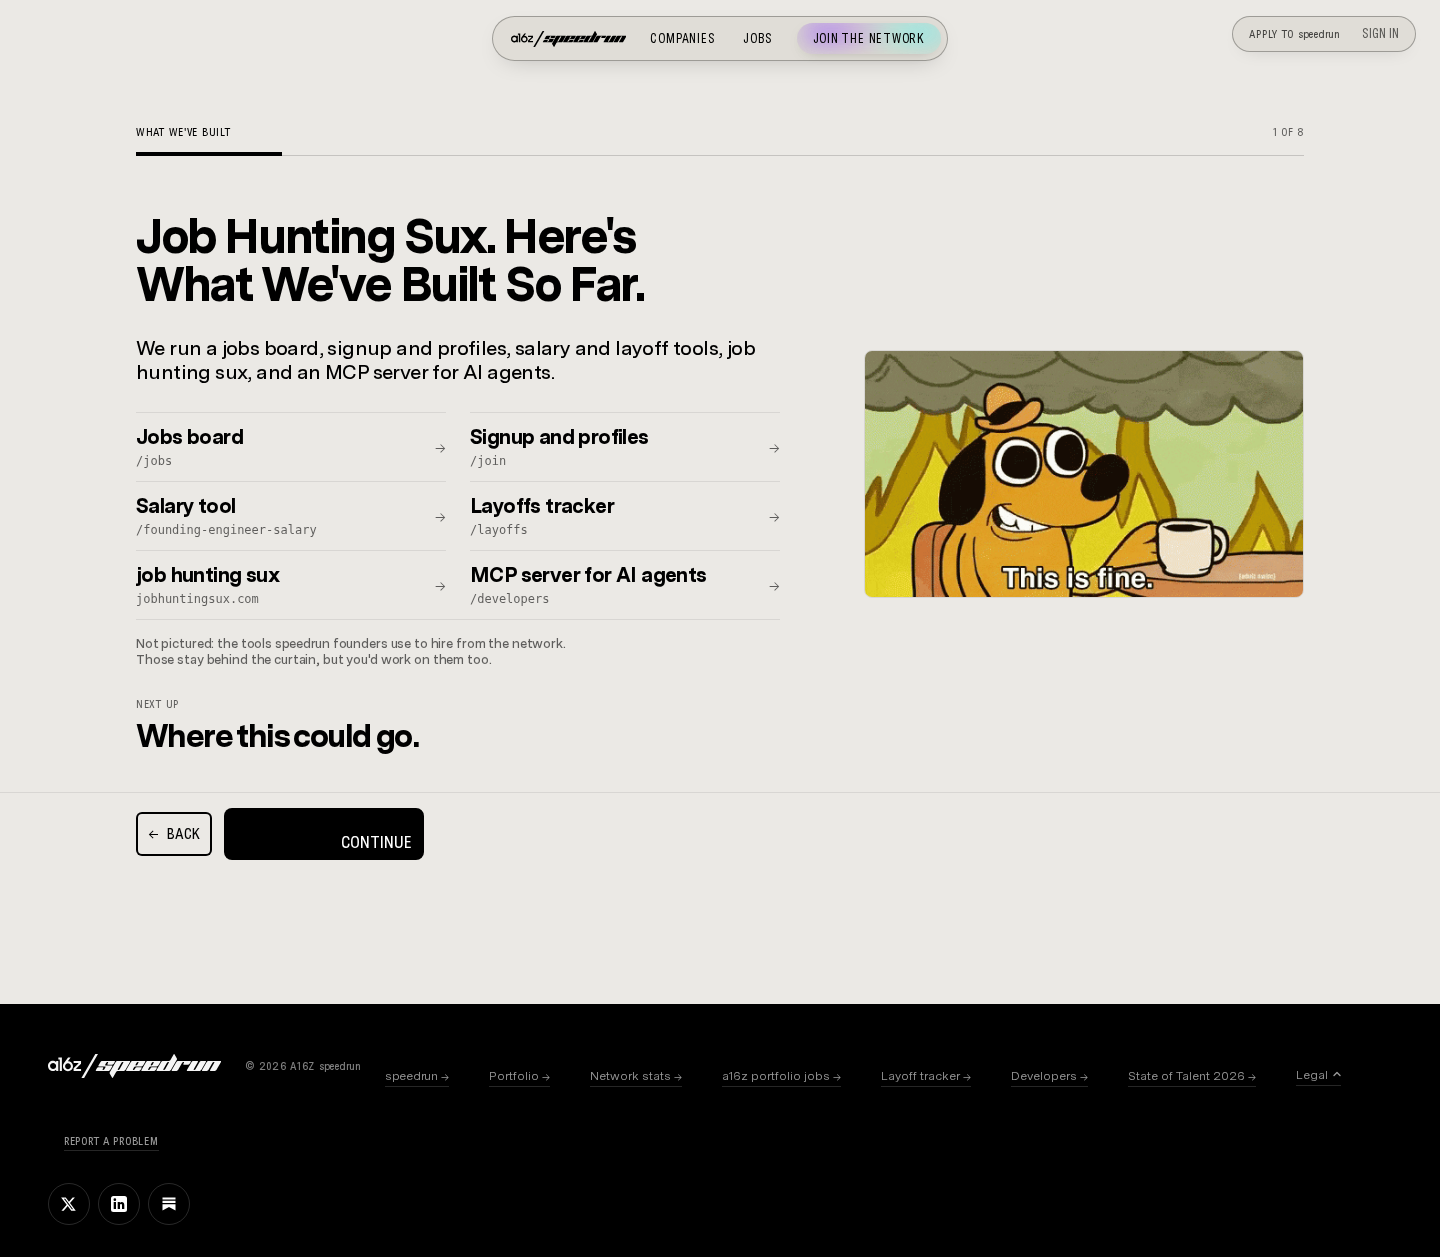 a16z/speedrun COMPANIES JOBS JOIN THE NETWORK
APPLY TO speedrun SIGN IN
WHAT WE'VE BUILT
1 OF 8
Job Hunting Sux. Here's
What We've Built So Far.
We run a jobs board, signup and profiles, salary and layoff tools, job
hunting sux, and an MCP server for AI agents.
Jobs board →
/jobs
Signup and profiles →
/join
Salary tool →
/founding-engineer-salary
Layoffs tracker →
/layoffs
job hunting sux →
jobhuntingsux.com
MCP server for AI agents →
/developers
This is fine.
Not pictured: the tools speedrun founders use to hire from the network.
Those stay behind the curtain, but you'd work on them too.
NEXT UP
Where this could go.
← BACK
CONTINUE
a16z/speedrun © 2026 A16Z speedrun speedrun → Portfolio → Network stats → a16z portfolio jobs → Layoff tracker → Developers → State of Talent 2026 → Legal
REPORT A PROBLEM